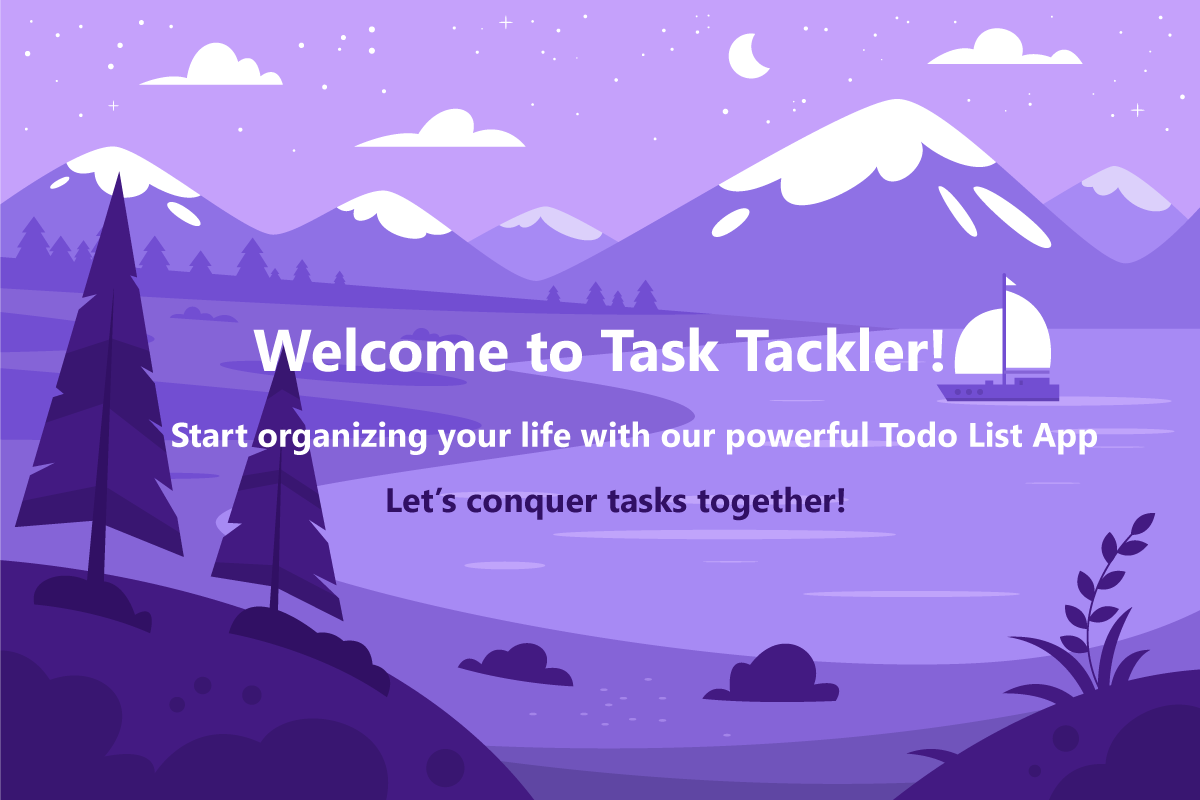 Welcome to Task Tackler!
Start organizing your life with our powerful Todo List App
Let’s conquer tasks together!